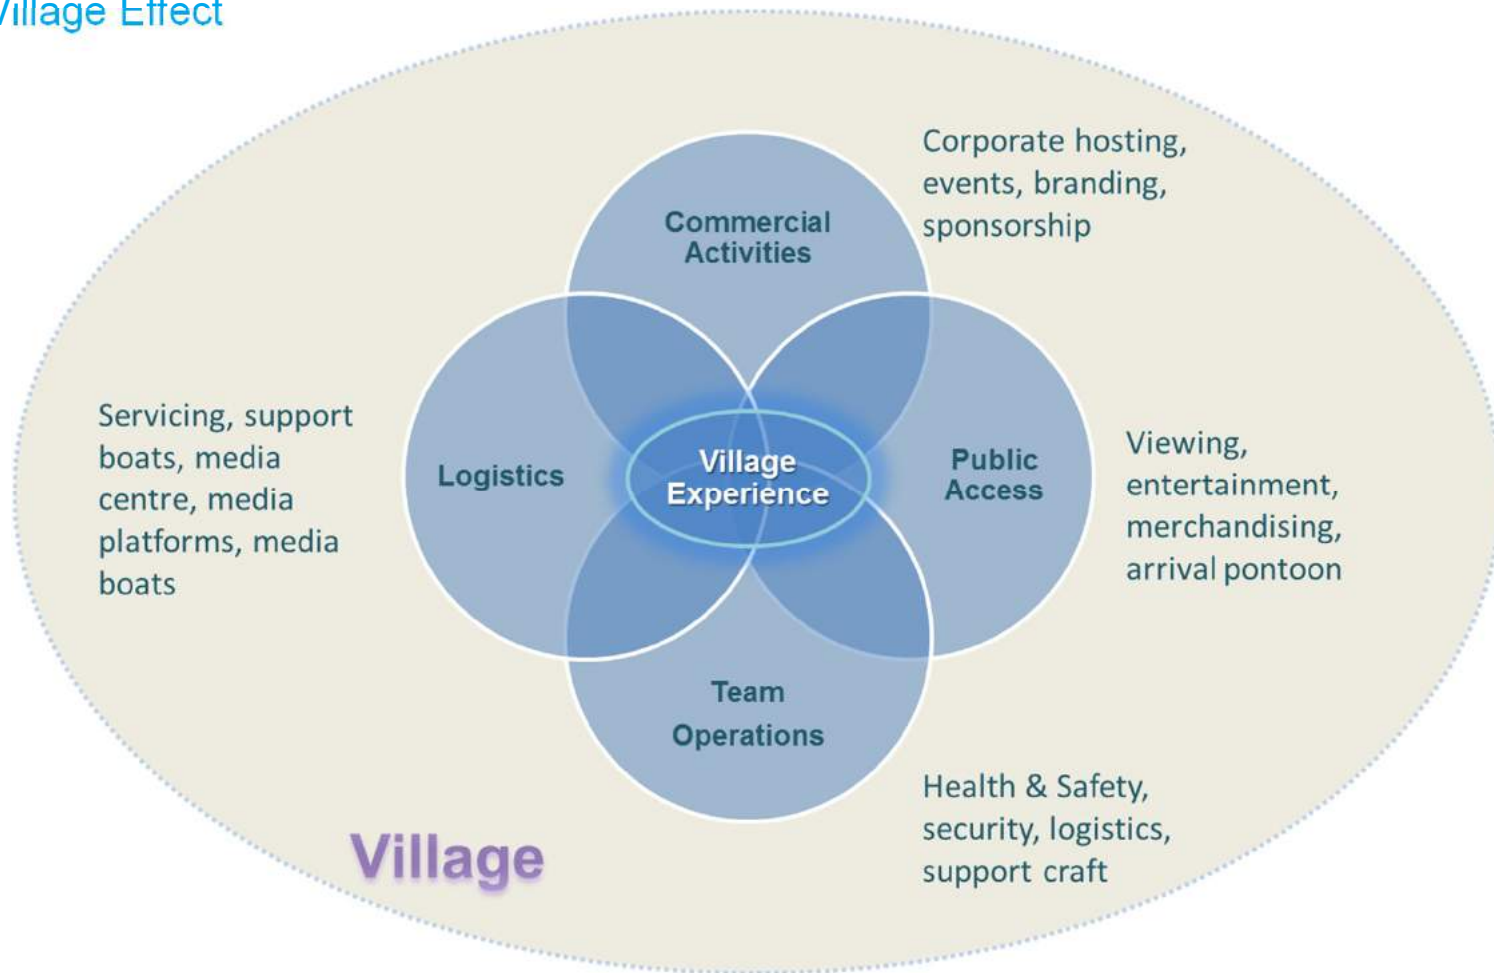 Village Effect
Corporate hosting,
events, branding,
sponsorship
Commercial
Activities
Servicing, support
boats, media
centre, media
platforms, media
boats
Logistics
Village
Experience
Public
Access
Viewing,
entertainment,
merchandising,
arrival pontoon
Team
Operations
Health & Safety,
security, logistics,
support craft
Village